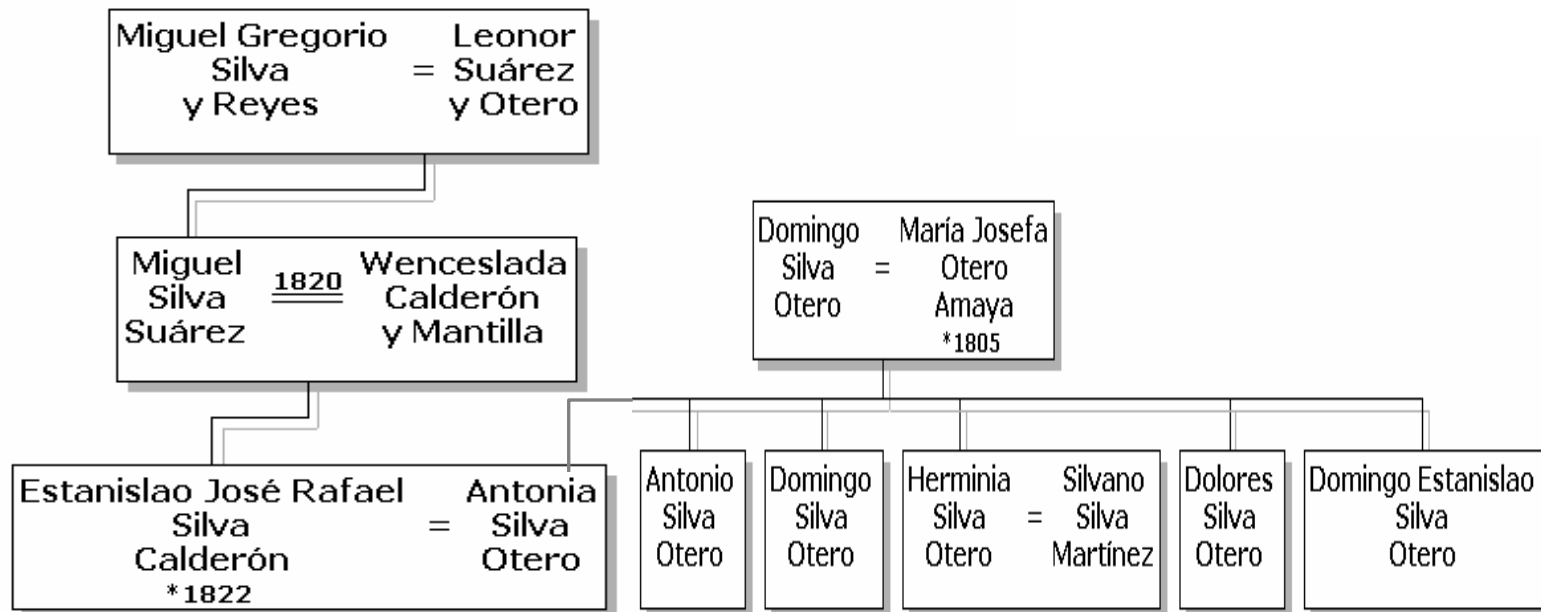 Miguel Gregorio
Silva
y Reyes
=
Leonor
Suárez
y Otero
Miguel
Silva
Suárez
1820
Wenceslada
Calderón
y Mantilla
Domingo
Silva
Otero
=
María Josefa
Otero
Amaya
*1805
Estanislao José Rafael
Silva
Calderón
*1822
=
Antonia
Silva
Otero
Antonio
Silva
Otero
Domingo
Silva
Otero
Herminia
Silva
Otero
=
Silvano
Silva
Martínez
Dolores
Silva
Otero
Domingo Estanislao
Silva
Otero